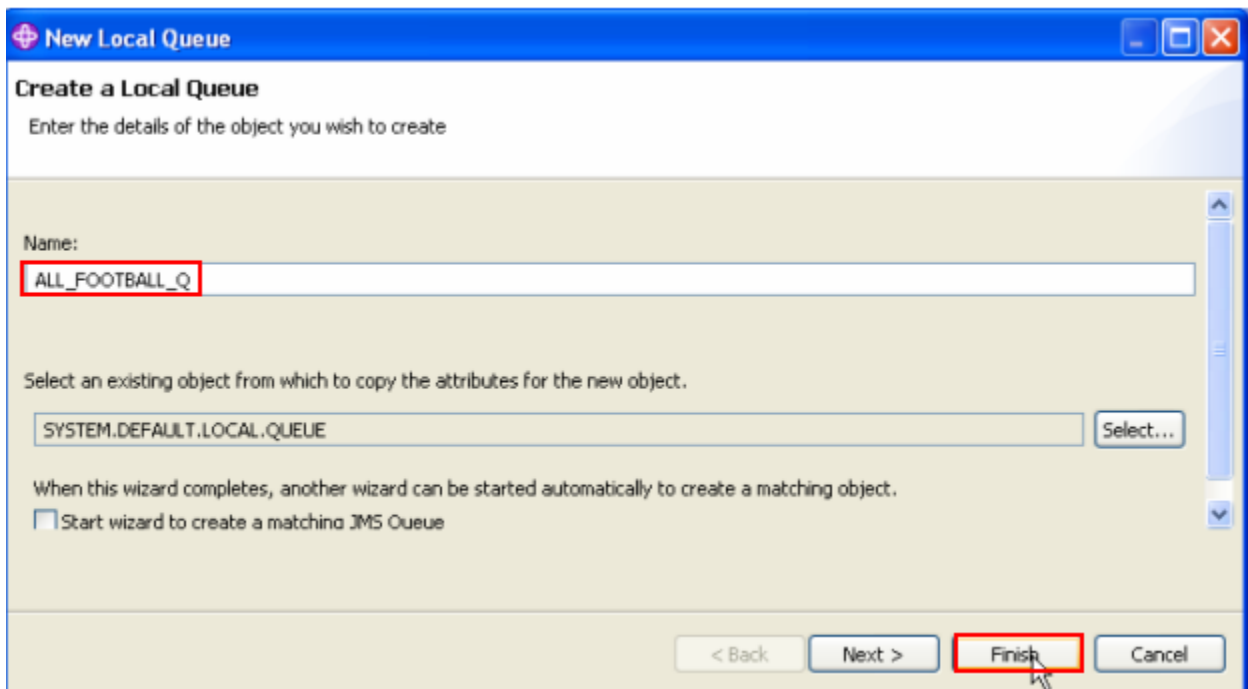 New Local Queue
Create a Local Queue
Enter the details of the object you wish to create
Name:
ALL_FOOTBALL_Q
Select an existing object from which to copy the attributes for the new object.
SYSTEM.DEFAULT.LOCAL.QUEUE
Select...
When this wizard completes, another wizard can be started automatically to create a matching object.
Start wizard to create a matching JMS Queue
< Back Next > Finish Cancel